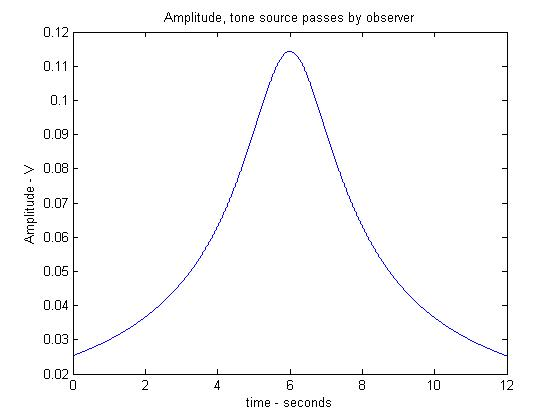 Amplitude, tone source passes by observer
0.12
0.11
0.1
0.09
0.08
0.07
0.06
0.05
0.04
0.03
0.02
Amplitude - V
0 2 4 6 8 10 12
time - seconds